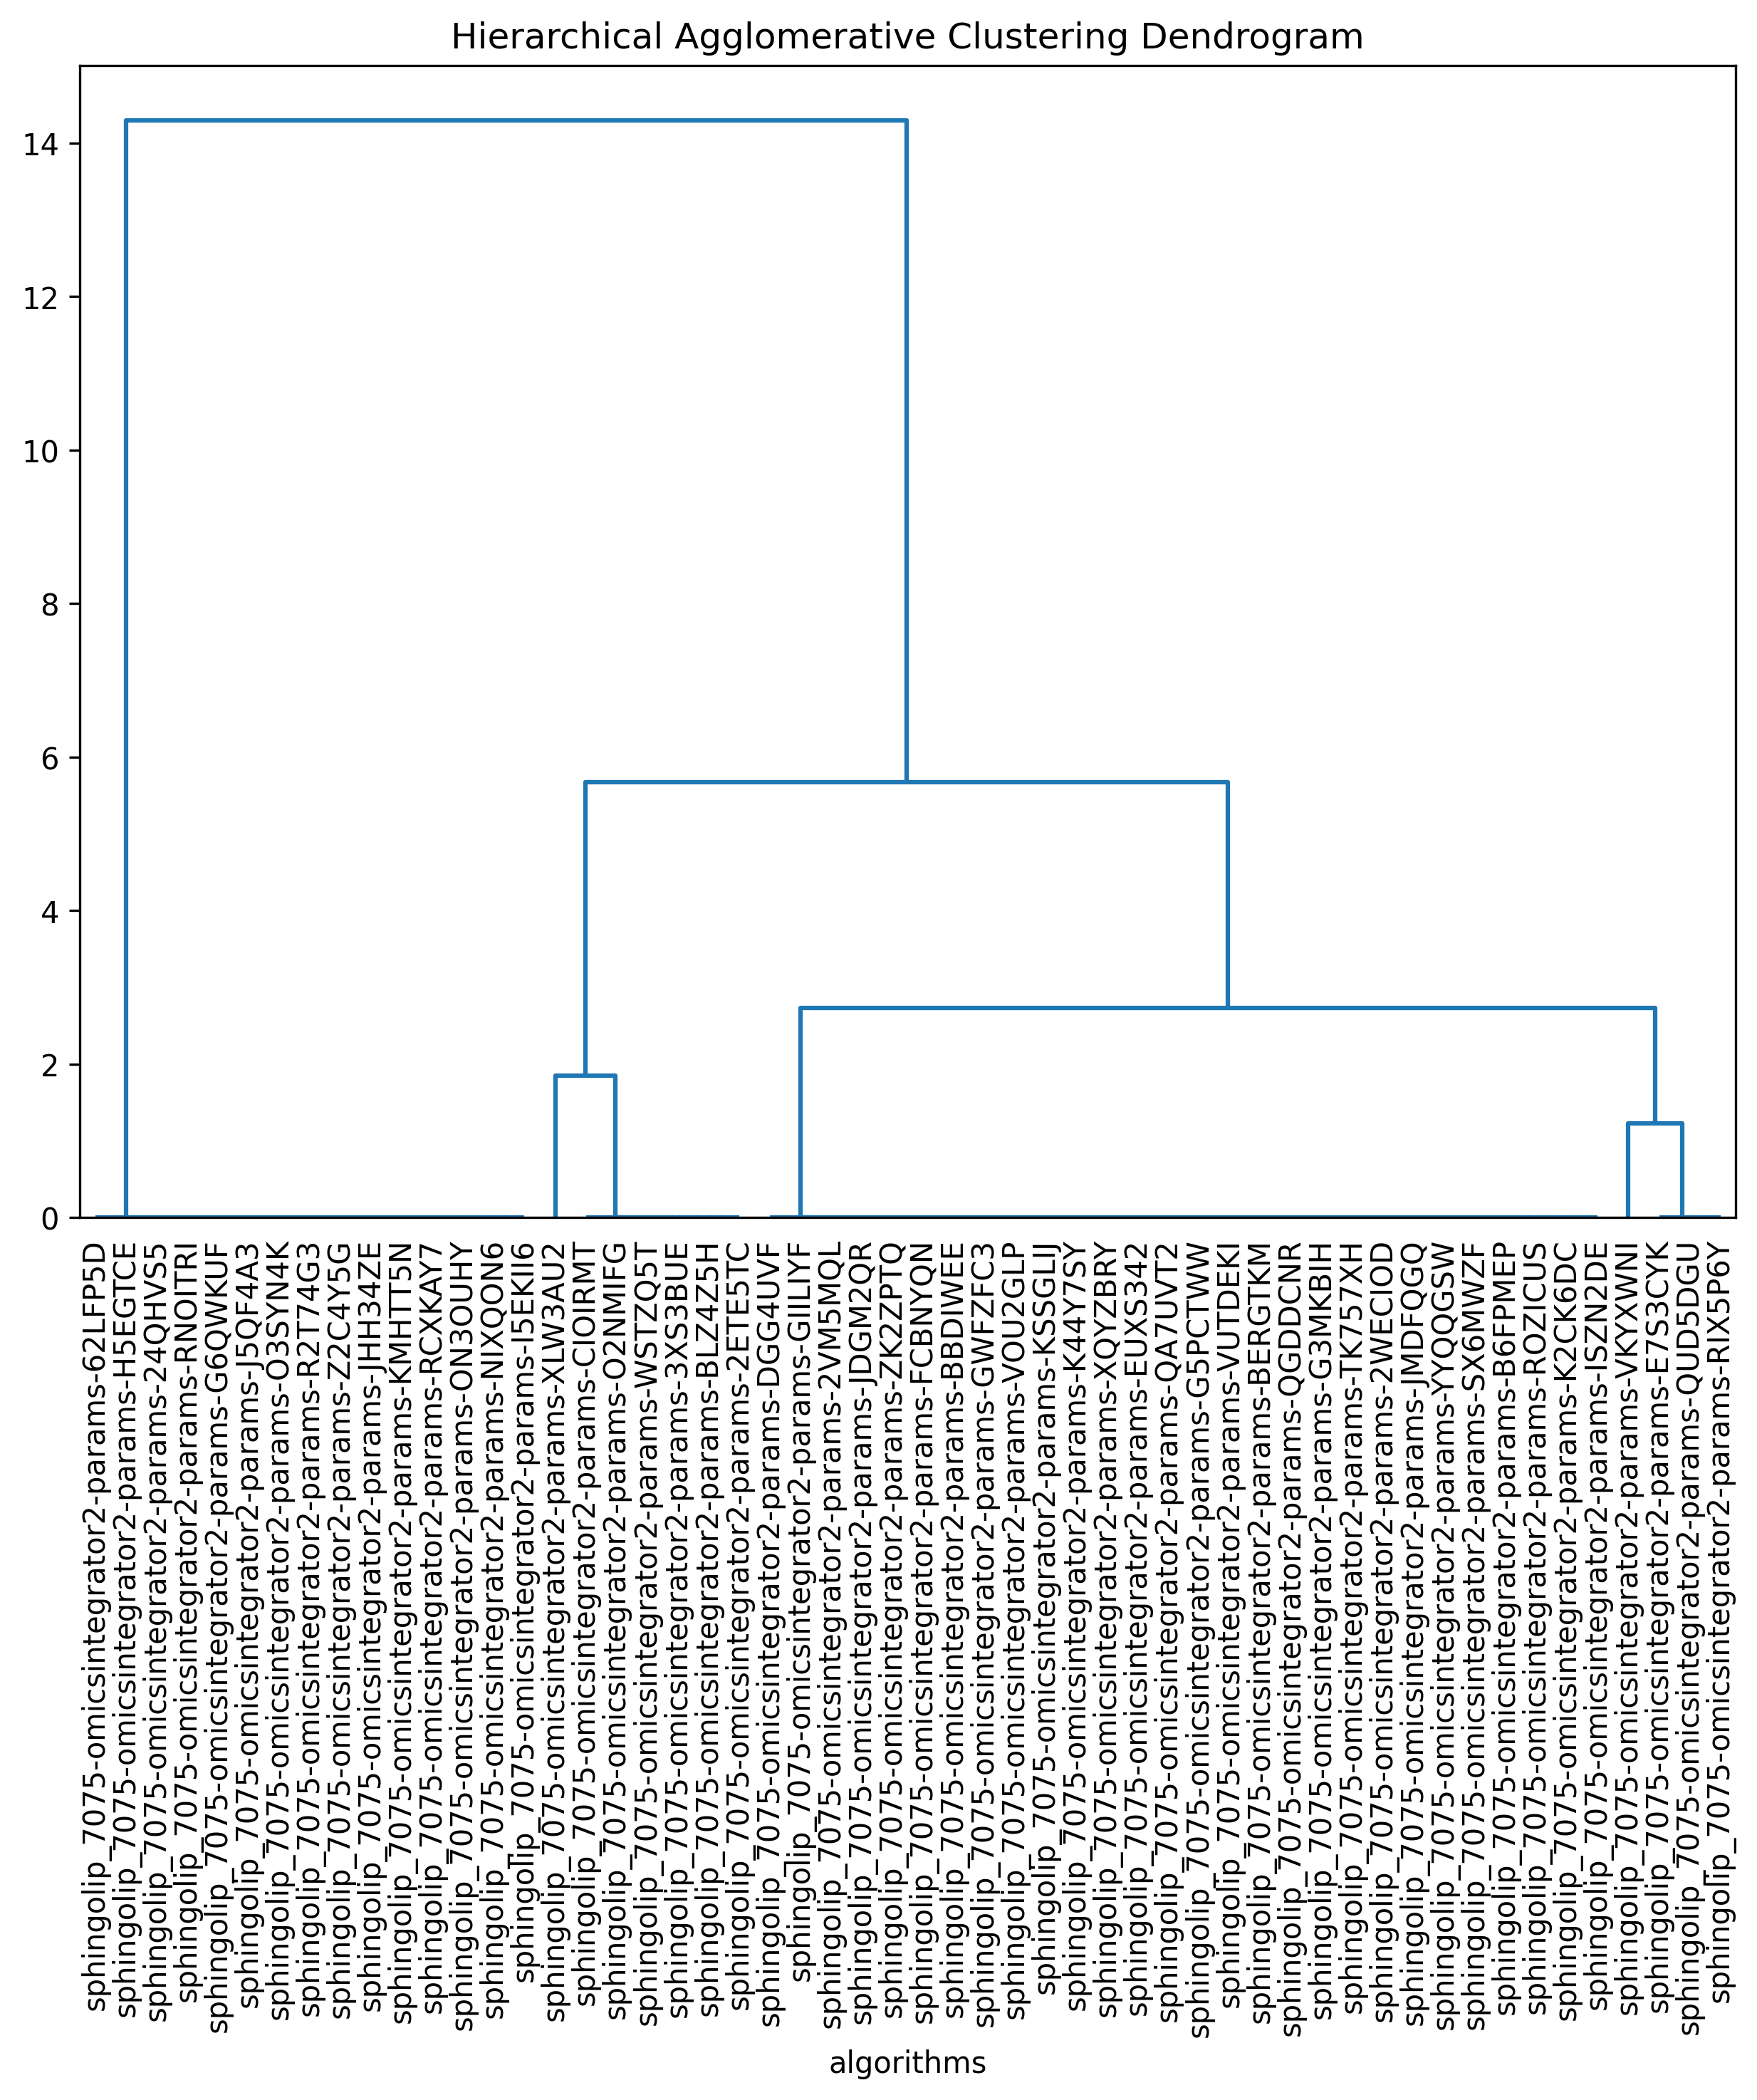 Hierarchical Agglomerative Clustering Dendrogram
14
12
10
8
6
4
2
0
sphingolip_7075-omicsintegrator2-params-62LFP5D
sphingolip_7075-omicsintegrator2-params-H5EGTCE
sphingolip_7075-omicsintegrator2-params-24QHVS5
sphingolip_7075-omicsintegrator2-params-RNOITRI
sphingolip_7075-omicsintegrator2-params-G6QWKUF
sphingolip_7075-omicsintegrator2-params-J5QF4A3
sphingolip_7075-omicsintegrator2-params-O3SYN4K
sphingolip_7075-omicsintegrator2-params-R2T74G3
sphingolip_7075-omicsintegrator2-params-Z2C4Y5G
sphingolip_7075-omicsintegrator2-params-JHH34ZE
sphingolip_7075-omicsintegrator2-params-KMHTT5N
sphingolip_7075-omicsintegrator2-params-RCXKAY7
sphingolip_7075-omicsintegrator2-params-ON3OUHY
sphingolip_7075-omicsintegrator2-params-NIXQON6
sphingolip_7075-omicsintegrator2-params-I5EKII6
sphingolip_7075-omicsintegrator2-params-XLW3AU2
sphingolip_7075-omicsintegrator2-params-CIOIRMT
sphingolip_7075-omicsintegrator2-params-O2NMIFG
sphingolip_7075-omicsintegrator2-params-WSTZQ5T
sphingolip_7075-omicsintegrator2-params-3XS3BUE
sphingolip_7075-omicsintegrator2-params-BLZ4Z5H
sphingolip_7075-omicsintegrator2-params-2ETE5TC
sphingolip_7075-omicsintegrator2-params-DGG4UVF
sphingolip_7075-omicsintegrator2-params-GIILIYF
sphingolip_7075-omicsintegrator2-params-2VM5MQL
sphingolip_7075-omicsintegrator2-params-JDGM2QR
sphingolip_7075-omicsintegrator2-params-ZK2ZPTQ
sphingolip_7075-omicsintegrator2-params-FCBNYQN
sphingolip_7075-omicsintegrator2-params-BBDIWEE
sphingolip_7075-omicsintegrator2-params-GWFZFC3
sphingolip_7075-omicsintegrator2-params-VOU2GLP
sphingolip_7075-omicsintegrator2-params-KSSGLIJ
sphingolip_7075-omicsintegrator2-params-K44Y7SY
sphingolip_7075-omicsintegrator2-params-XQYZBRY
sphingolip_7075-omicsintegrator2-params-EUXS342
sphingolip_7075-omicsintegrator2-params-QA7UVT2
sphingolip_7075-omicsintegrator2-params-G5PCTWW
sphingolip_7075-omicsintegrator2-params-VUTDEKI
sphingolip_7075-omicsintegrator2-params-BERGTKM
sphingolip_7075-omicsintegrator2-params-QGDDCNR
sphingolip_7075-omicsintegrator2-params-G3MKBIH
sphingolip_7075-omicsintegrator2-params-TK757XH
sphingolip_7075-omicsintegrator2-params-2WECIOD
sphingolip_7075-omicsintegrator2-params-JMDFQGQ
sphingolip_7075-omicsintegrator2-params-YYQQGSW
sphingolip_7075-omicsintegrator2-params-SX6MWZF
sphingolip_7075-omicsintegrator2-params-B6FPMEP
sphingolip_7075-omicsintegrator2-params-ROZICUS
sphingolip_7075-omicsintegrator2-params-K2CK6DC
sphingolip_7075-omicsintegrator2-params-ISZN2DE
sphingolip_7075-omicsintegrator2-params-VKYXWNI
sphingolip_7075-omicsintegrator2-params-E7S3CYK
sphingolip_7075-omicsintegrator2-params-QUD5DGU
sphingolip_7075-omicsintegrator2-params-RIX5P6Y
algorithms